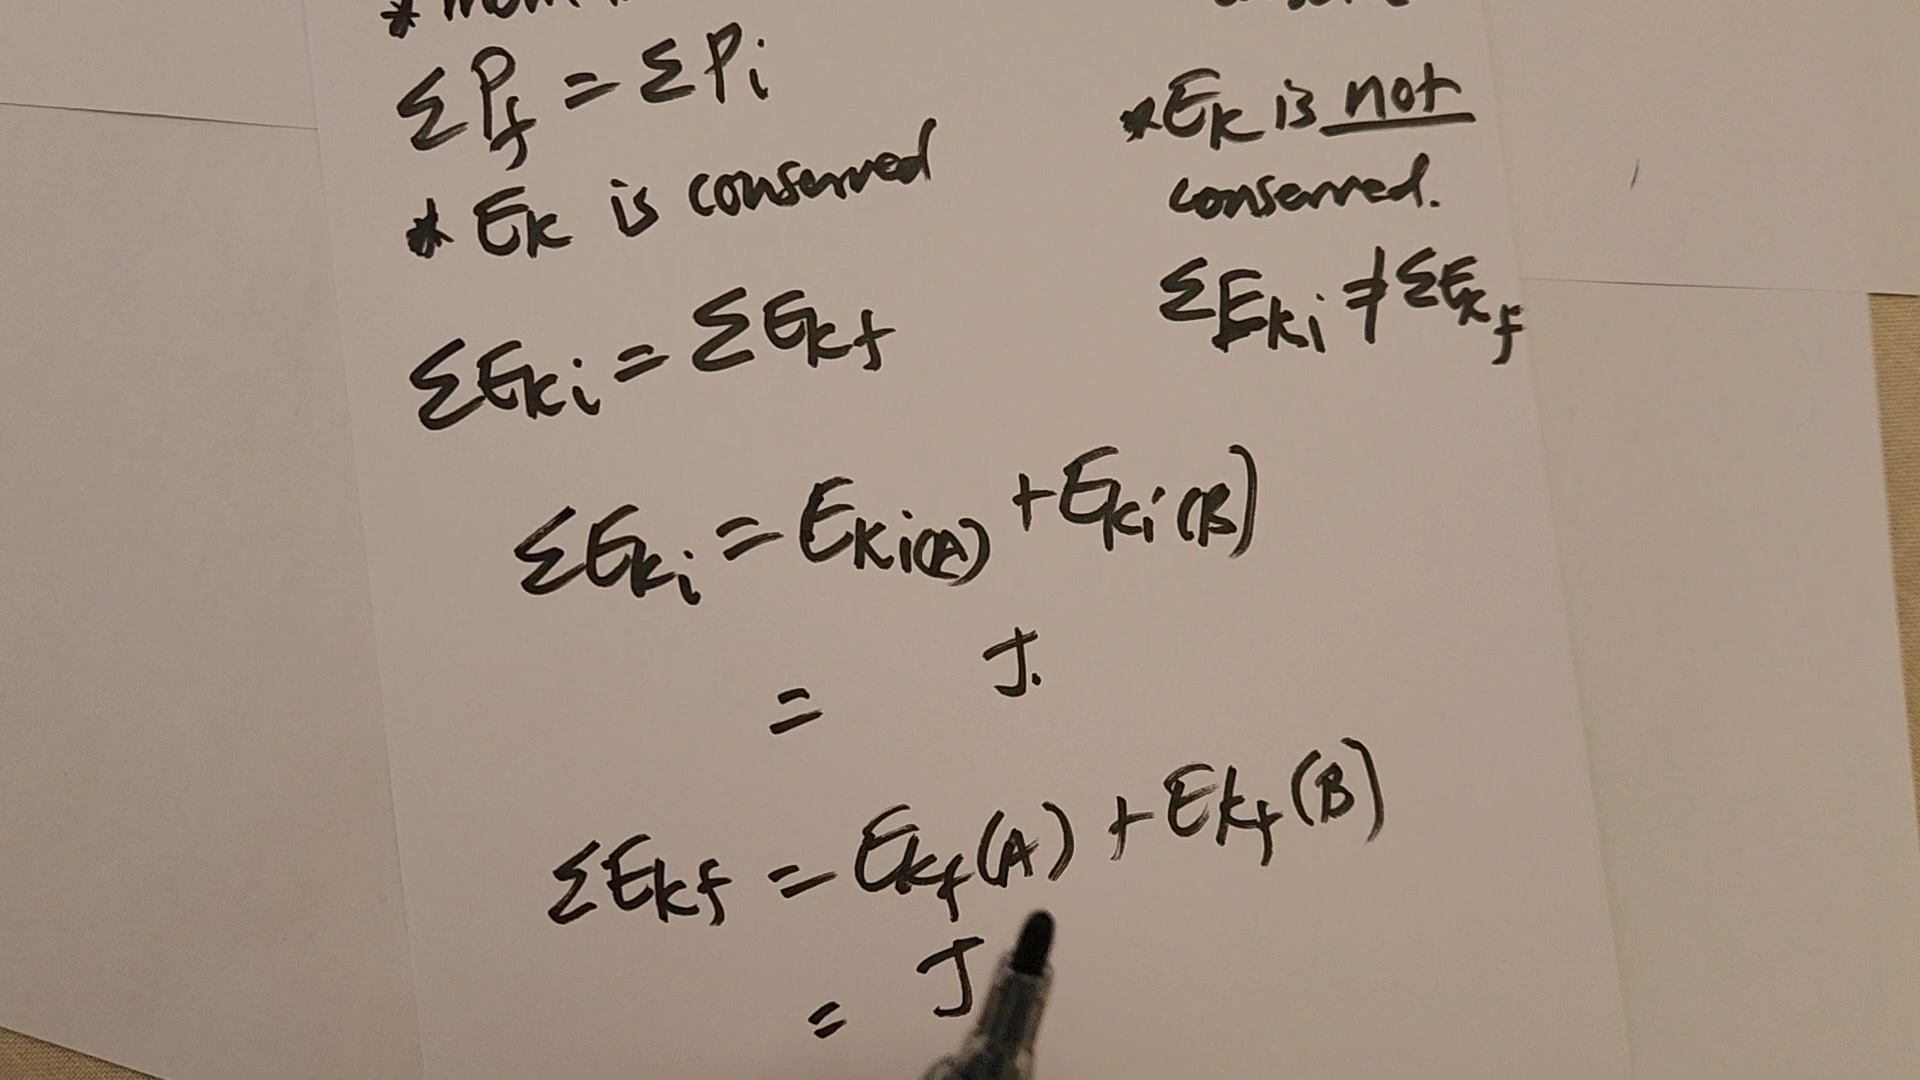 ΣPf = ΣPi
* Ek is conserved
ΣEki = ΣEkf
*Ek is not
conserved.
ΣEki ≠ ΣEkf
ΣEki = Eki(A) + Eki(B)
= J.
ΣEkf = Ekf(A) + Ekf(B)
= J